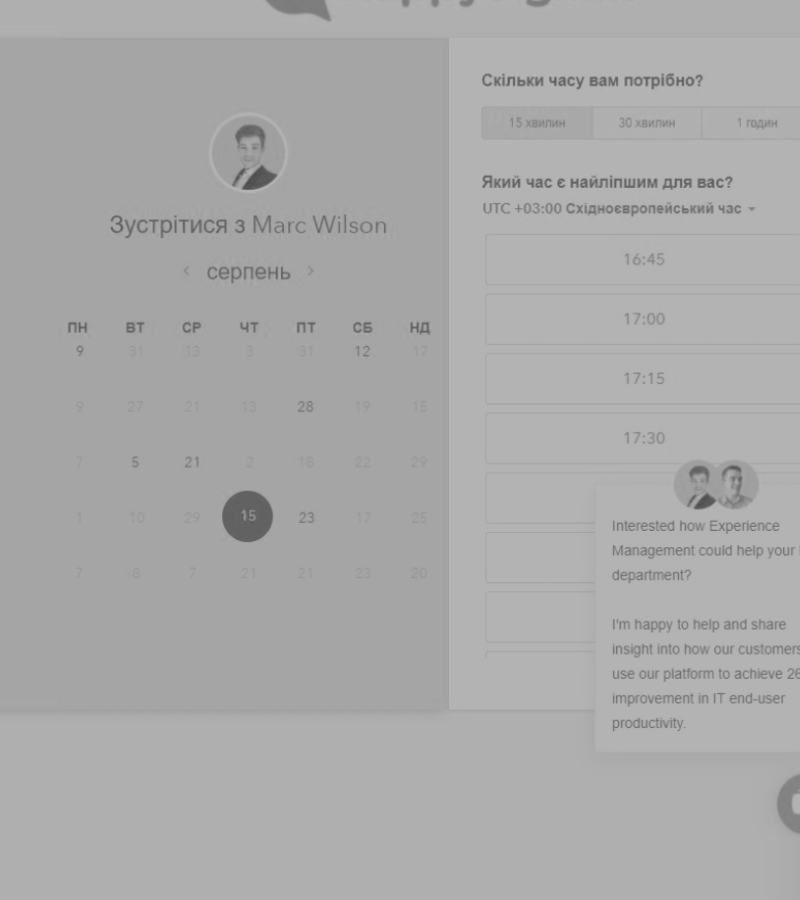 Скільки часу вам потрібно?
15 хвилин 30 хвилин 1 годин
Який час є найліпшим для вас?
UTC +03:00 Східноєвропейський час
Зустрітися з Marc Wilson
серпень
ПН ВТ СР ЧТ ПТ СБ НД
9 31 13 3 31 12 17
9 27 21 13 28 19 15
7 5 21 2 18 22 29
1 10 29 15 23 17 25
7 8 7 21 21 23 20
16:45
17:00
17:15
17:30
Interested how Experience
Management could help your
department?
I'm happy to help and share
insight into how our customers
use our platform to achieve 26
improvement in IT end-user
productivity.